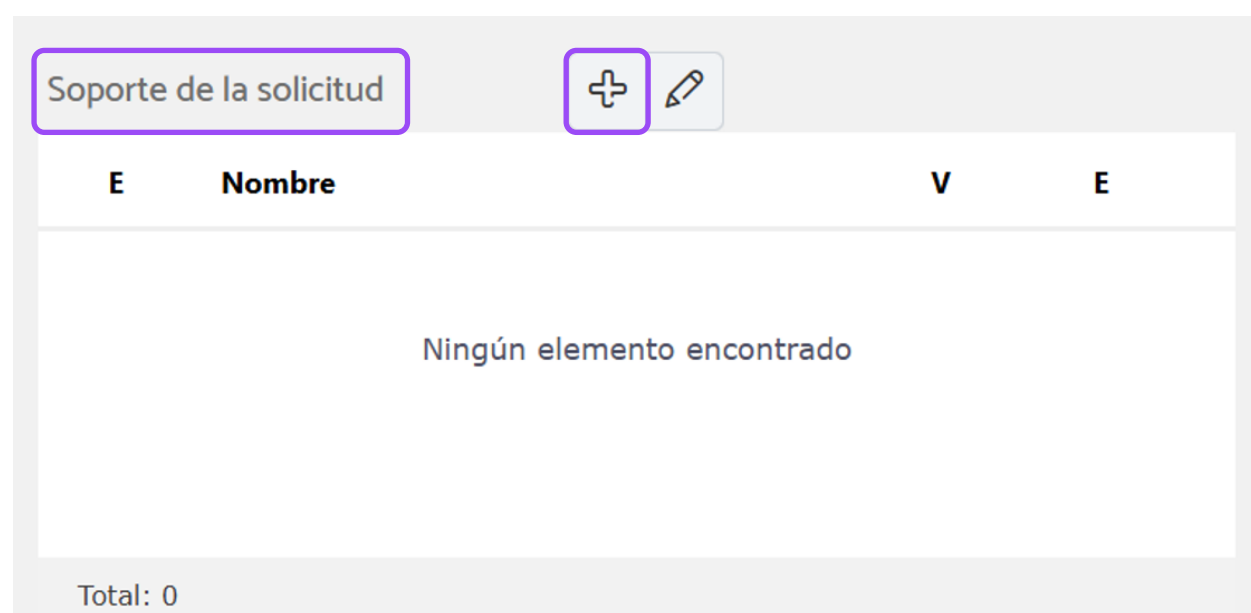 Soporte de la solicitud
E Nombre V E
Ningún elemento encontrado
Total: 0